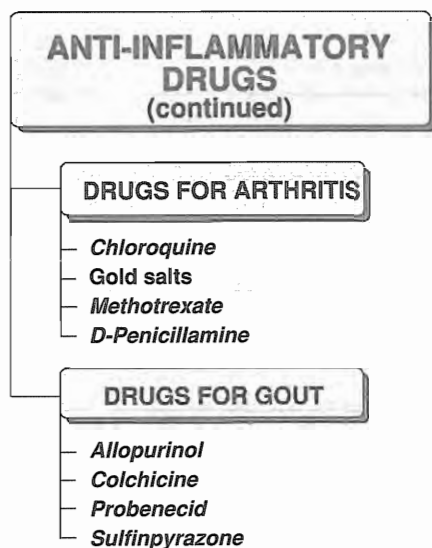 ANTI-INFLAMMATORY
DRUGS
(continued)
DRUGS FOR ARTHRITIS
Chloroquine
Gold salts
Methotrexate
D-Penicillamine
DRUGS FOR GOUT
Allopurinol
Colchicine
Probenecid
Sulfinpyrazone